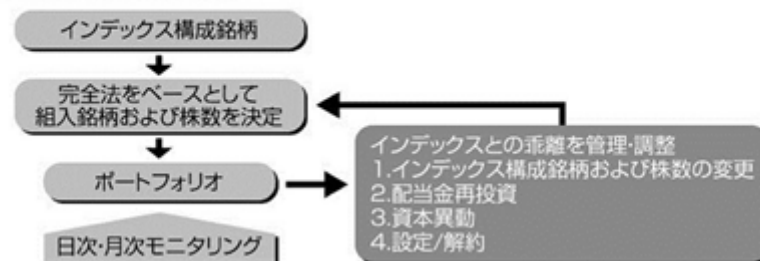 インデックス構成銘柄
完全法をベースとして
組入銘柄および株数を決定
ポートフォリオ
日次・月次モニタリング
インデックスとの乖離を管理・調整
1.インデックス構成銘柄および株数の変更
2.配当金再投資
3.資本異動
4.設定/解約